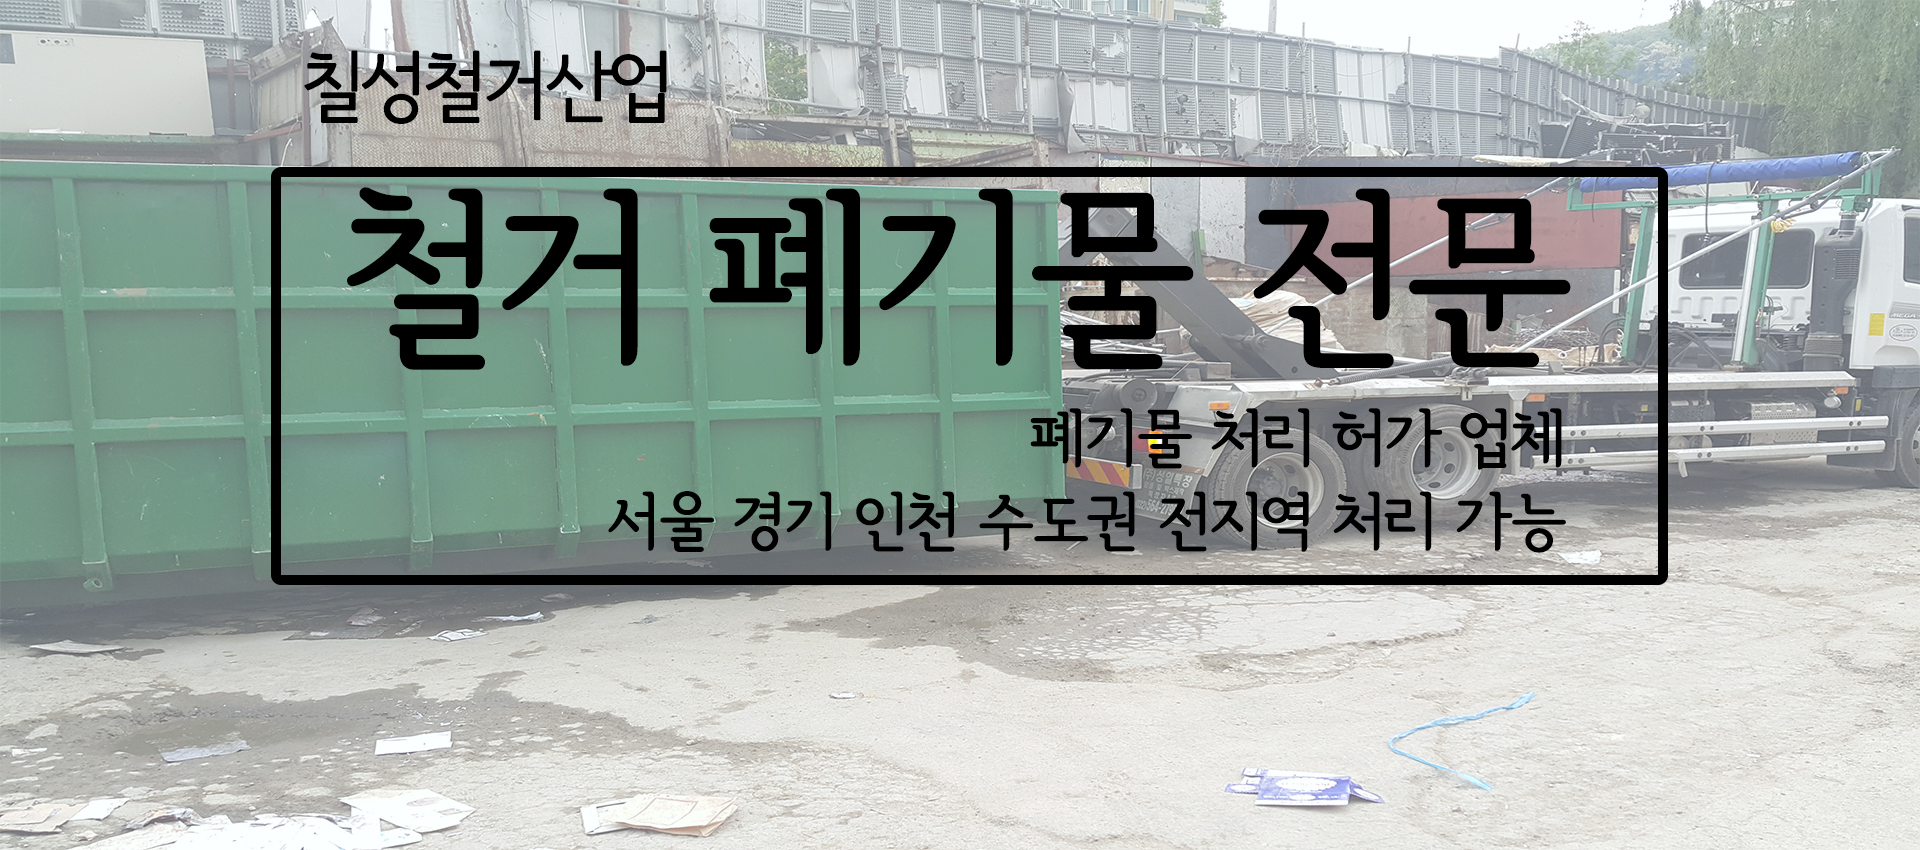 칠성철거산업
철거 폐기물 전문
폐기물 처리 허가 업체
서울 경기 인천 수도권 전지역 처리 가능